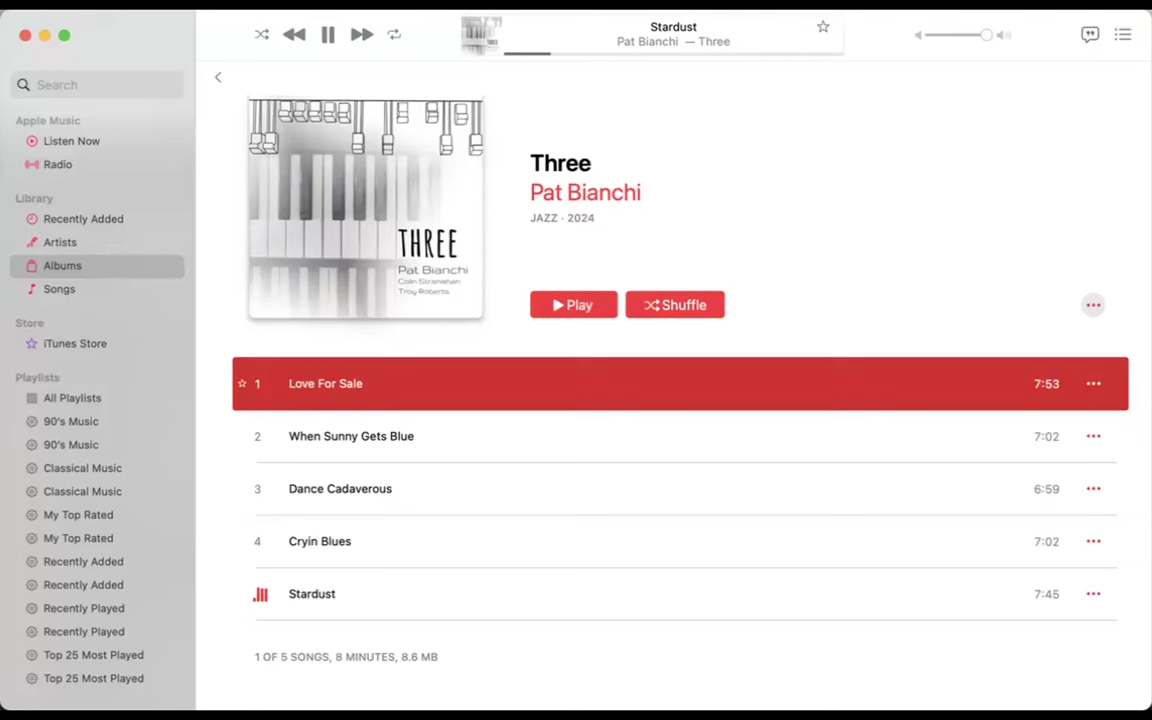 Stardust
Pat Bianchi — Three
Search
Apple Music
Listen Now
Radio
Library
Recently Added
Artists
Albums
Songs
Store
iTunes Store
Playlists
All Playlists
90's Music
90's Music
Classical Music
Classical Music
My Top Rated
My Top Rated
Recently Added
Recently Added
Recently Played
Recently Played
Top 25 Most Played
Top 25 Most Played
THREE
Pat Bianchi
Colin Stranahan
Troy Roberts
Three
Pat Bianchi
JAZZ · 2024
Play
Shuffle
1 Love For Sale 7:53
2 When Sunny Gets Blue 7:02
3 Dance Cadaverous 6:59
4 Cryin Blues 7:02
Stardust 7:45
1 OF 5 SONGS, 8 MINUTES, 8.6 MB